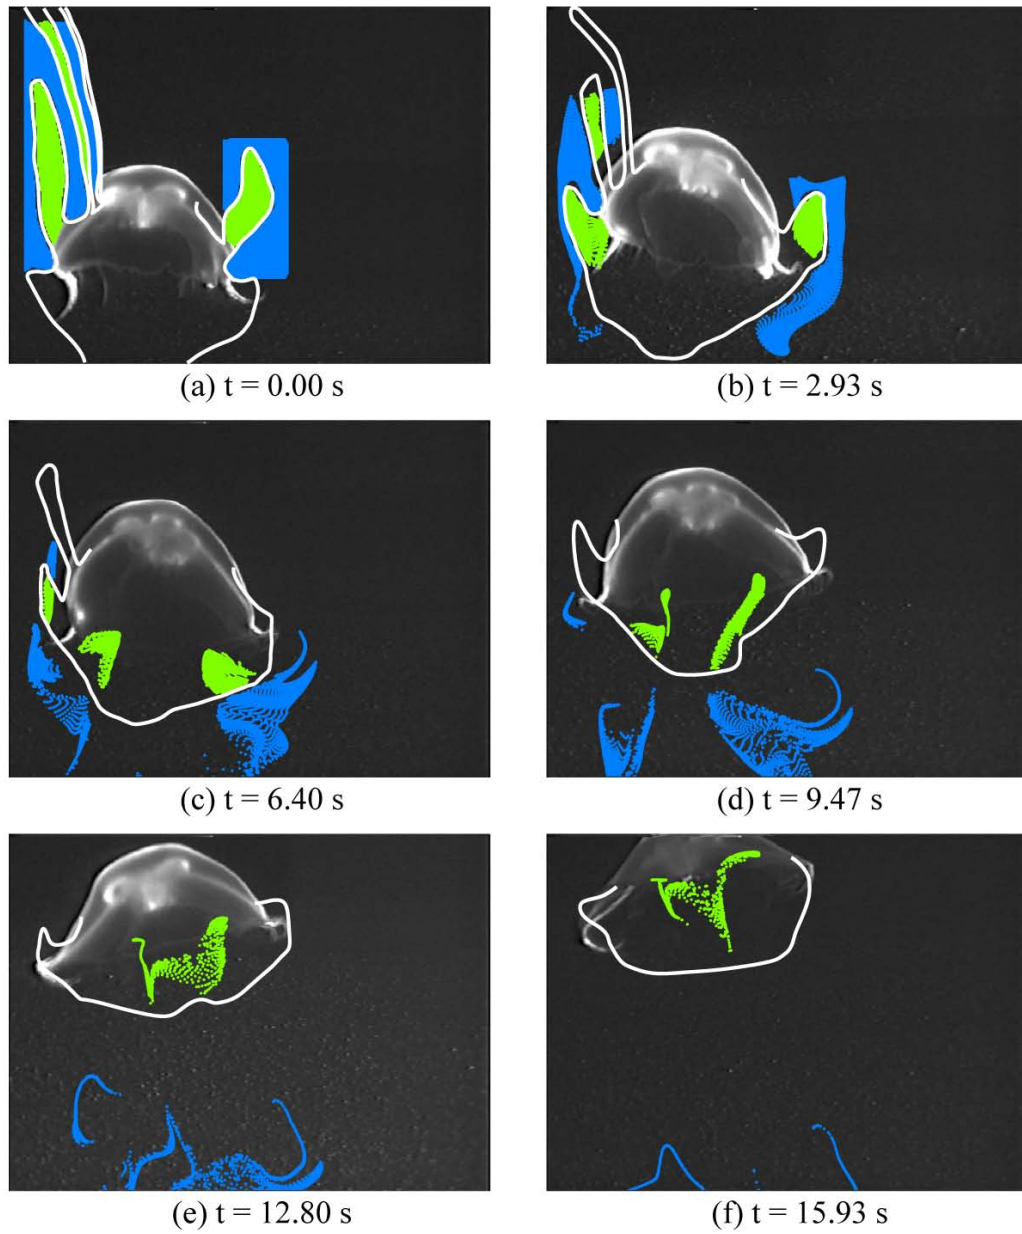 (a) t = 0.00 s
(b) t = 2.93 s
(c) t = 6.40 s
(d) t = 9.47 s
(e) t = 12.80 s
(f) t = 15.93 s